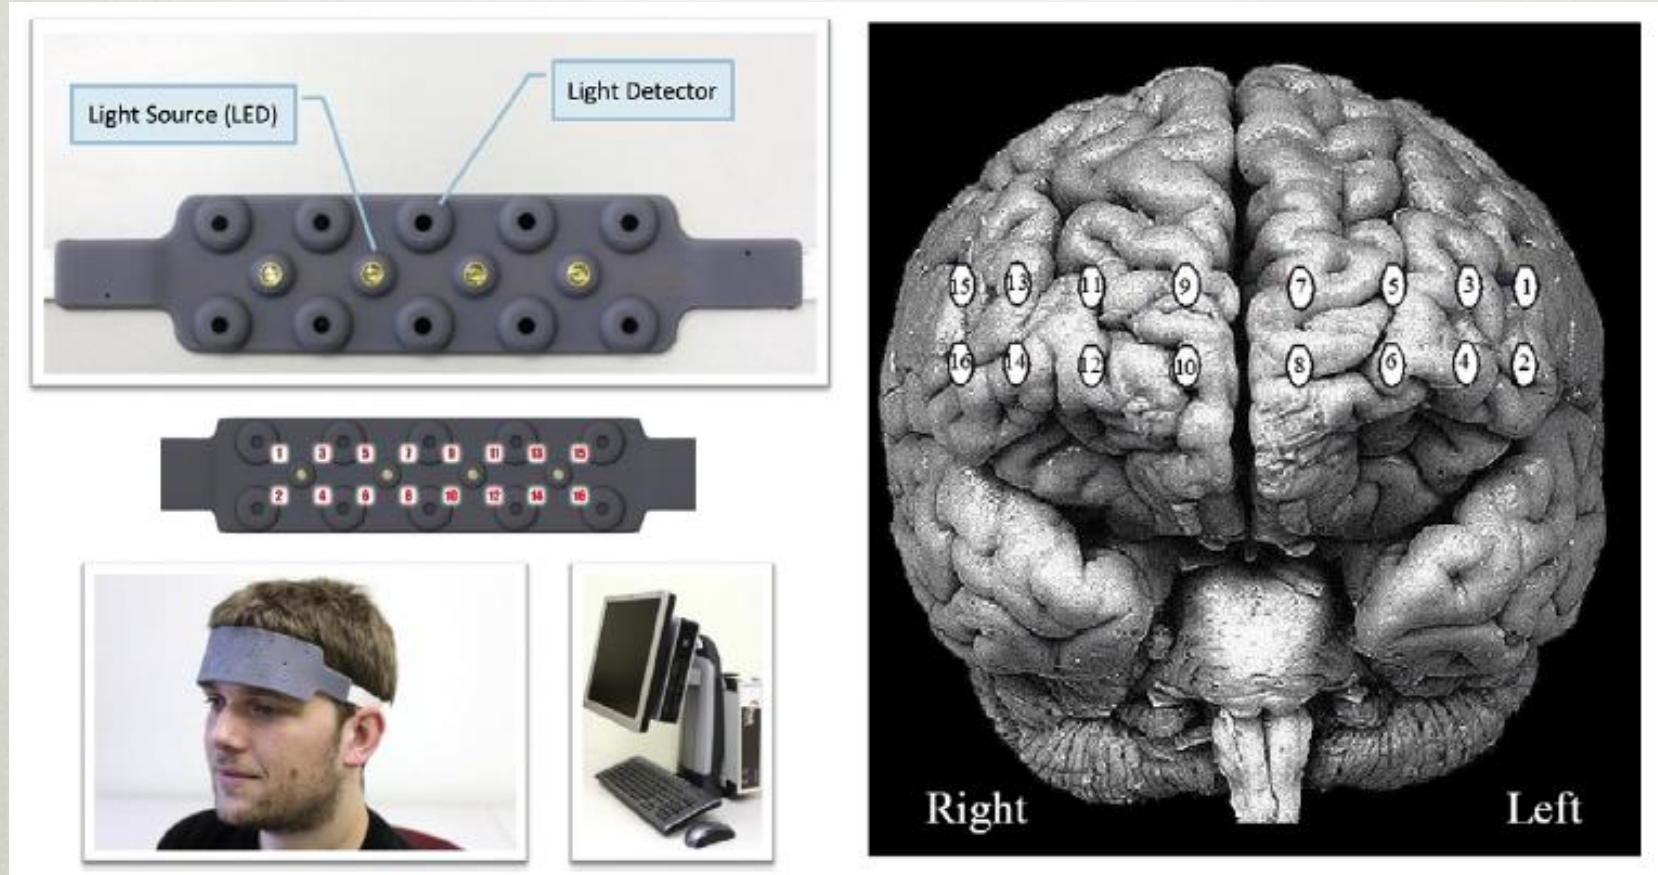 Light Source (LED)
Light Detector
1 3 5 7 9 11 13 15
2 4 6 8 10 12 14 16
15 13 11 9 7 5 3 1
16 14 12 10 8 6 4 2
Right
Left